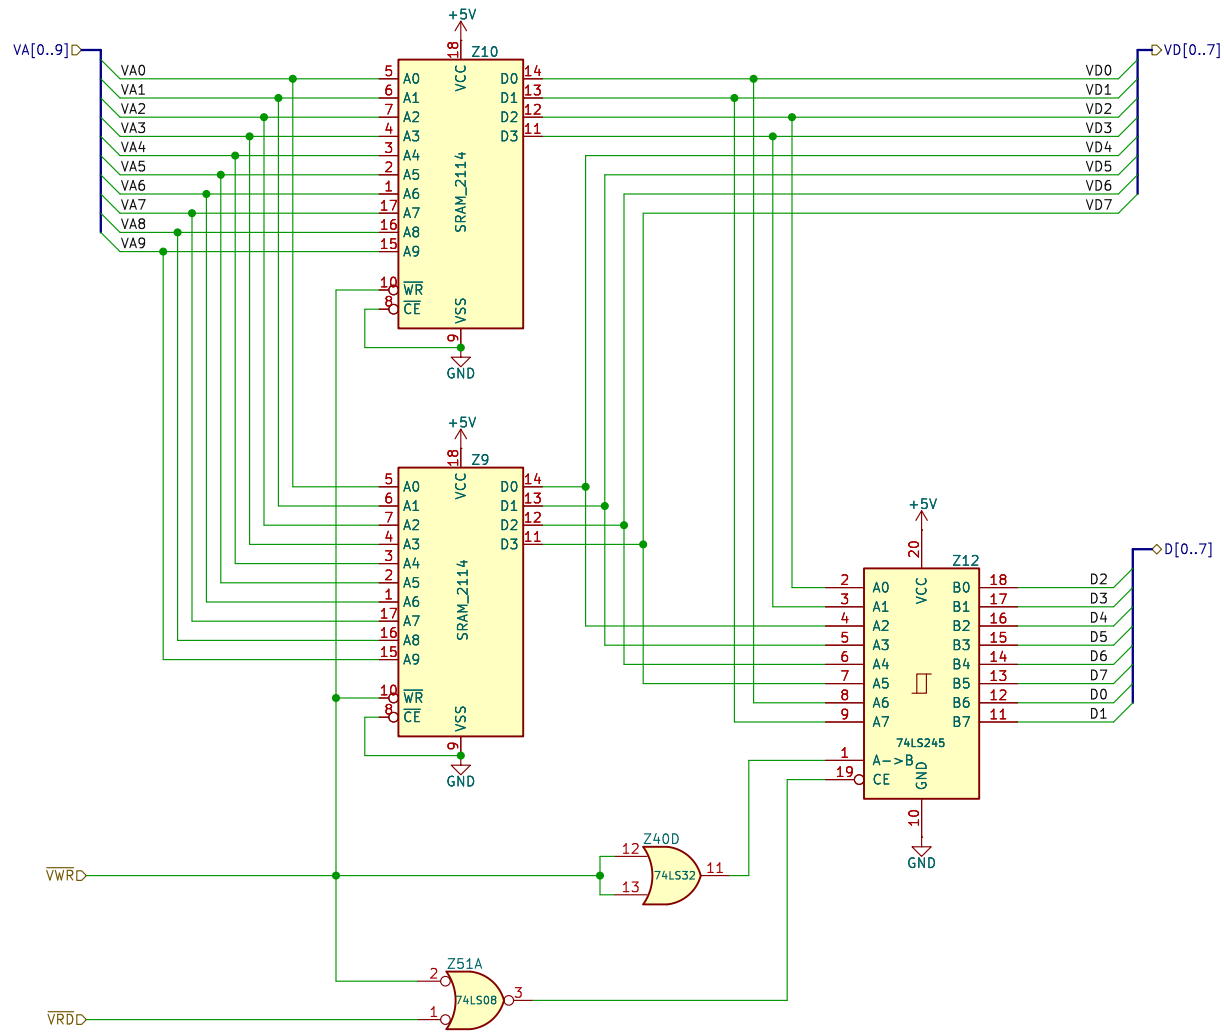 +5V
VA[0..9]
Z10
VD[0..7]
18
VCC
VA0 5 A0 D0 14 VD0
VA1 6 A1 D1 13 VD1
VA2 7 A2 D2 12 VD2
VA3 4 A3 D3 11 VD3
VA4 3 A4 VD4
VA5 2 A5 VD5
VA6 1 A6 VD6
VA7 17 A7 VD7
VA8 16 A8
VA9 15 A9
SRAM_2114
10 WR
8 CE
VSS
9
GND
+5V
Z9
18
VCC
5 A0 D0 14
6 A1 D1 13
7 A2 D2 12
4 A3 D3 11
3 A4
2 A5
1 A6
17 A7
16 A8
15 A9
SRAM_2114
10 WR
8 CE
VSS
9
GND
+5V
20
Z12
D[0..7]
VCC
2 A0 B0 18 D2
3 A1 B1 17 D3
4 A2 B2 16 D4
5 A3 B3 15 D5
6 A4 B4 14 D6
7 A5 B5 13 D7
8 A6 B6 12 D0
9 A7 B7 11 D1
74LS245
1 A->B
19 CE
GND
10
GND
Z40D
12
VWR 74LS32 11
13
Z51A
2
74LS08 3
VRD 1